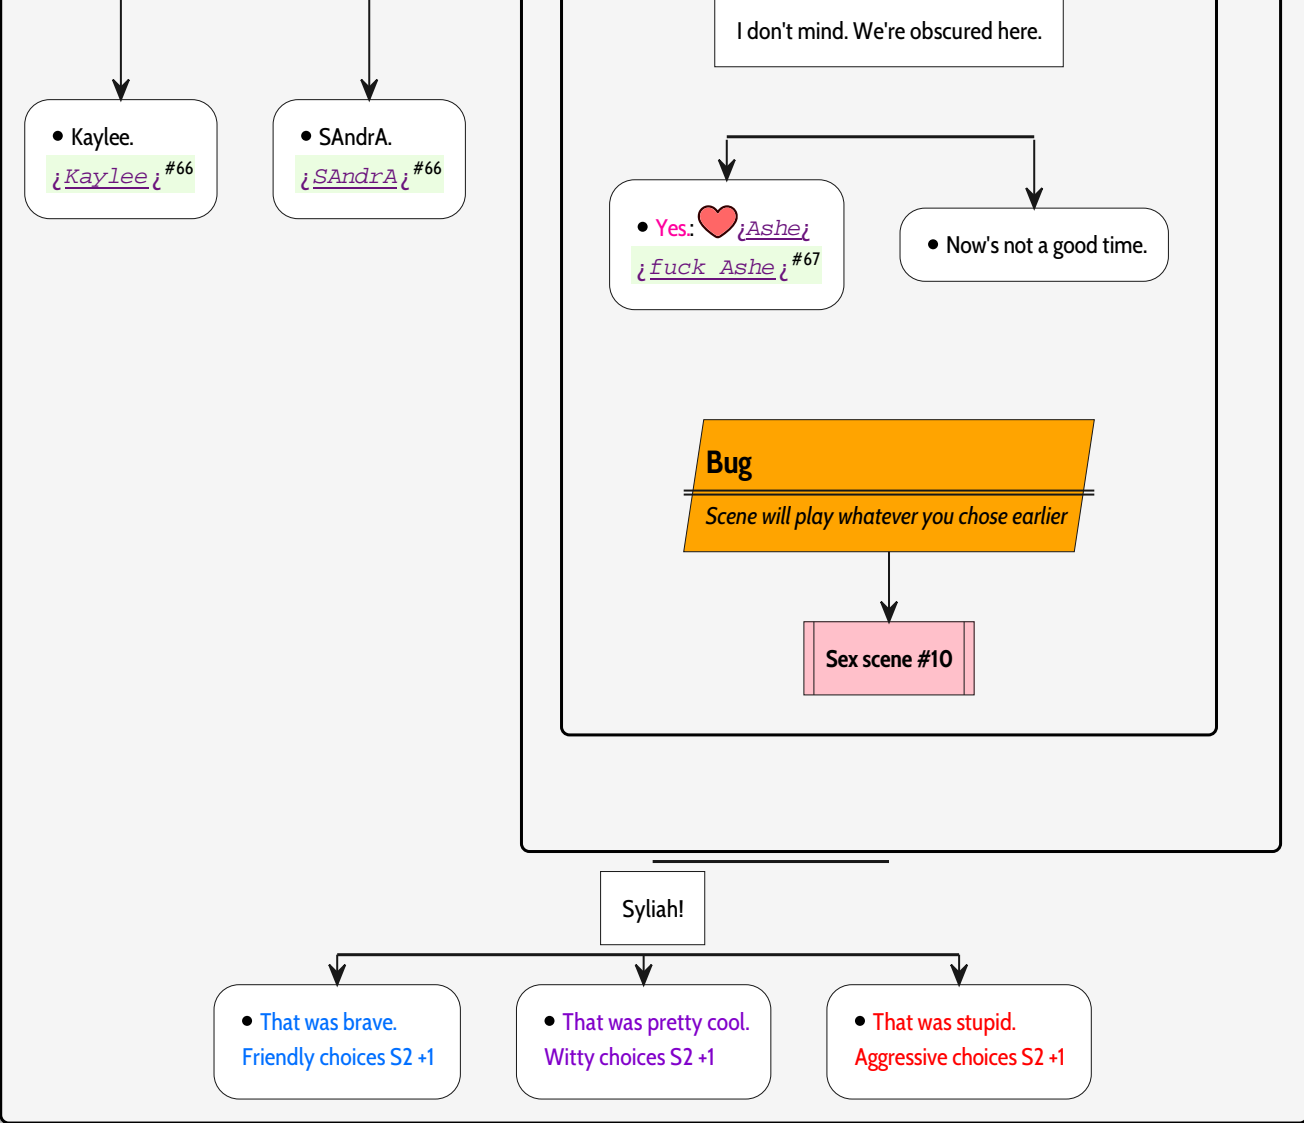 I don't mind. We're obscured here.
Kaylee.
¿Kaylee¿#66
SAndrA.
¿SAndrA¿#66
Yes.: ¿Ashe¿
¿fuck Ashe¿#67
Now's not a good time.
Bug
Scene will play whatever you chose earlier
Sex scene #10
Syliah!
That was brave.
Friendly choices S2 +1
That was pretty cool.
Witty choices S2 +1
That was stupid.
Aggressive choices S2 +1